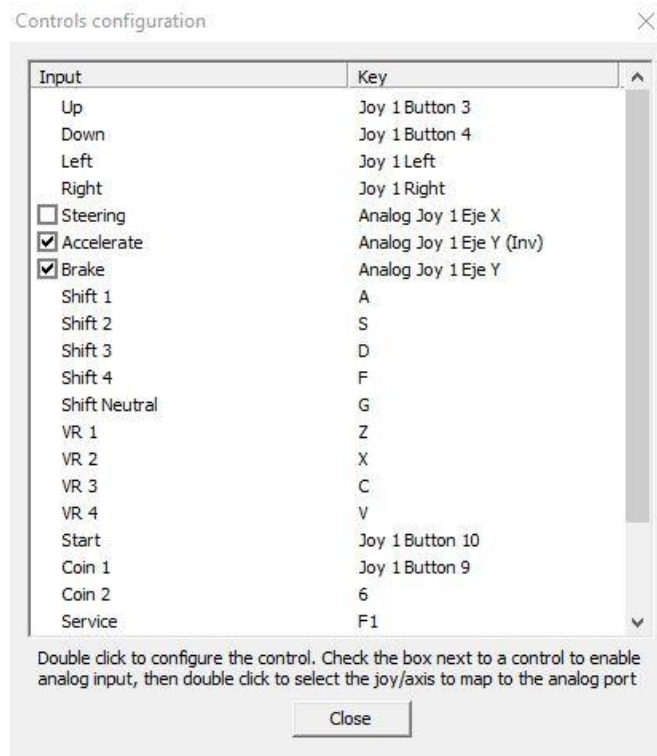 Controls configuration
Input Key
Up Joy 1 Button 3
Down Joy 1 Button 4
Left Joy 1 Left
Right Joy 1 Right
Steering Analog Joy 1 Eje X
Accelerate Analog Joy 1 Eje Y (Inv)
Brake Analog Joy 1 Eje Y
Shift 1 A
Shift 2 S
Shift 3 D
Shift 4 F
Shift Neutral G
VR 1 Z
VR 2 X
VR 3 C
VR 4 V
Start Joy 1 Button 10
Coin 1 Joy 1 Button 9
Coin 2 6
Service F1
Double click to configure the control. Check the box next to a control to enable
analog input, then double click to select the joy/axis to map to the analog port
Close